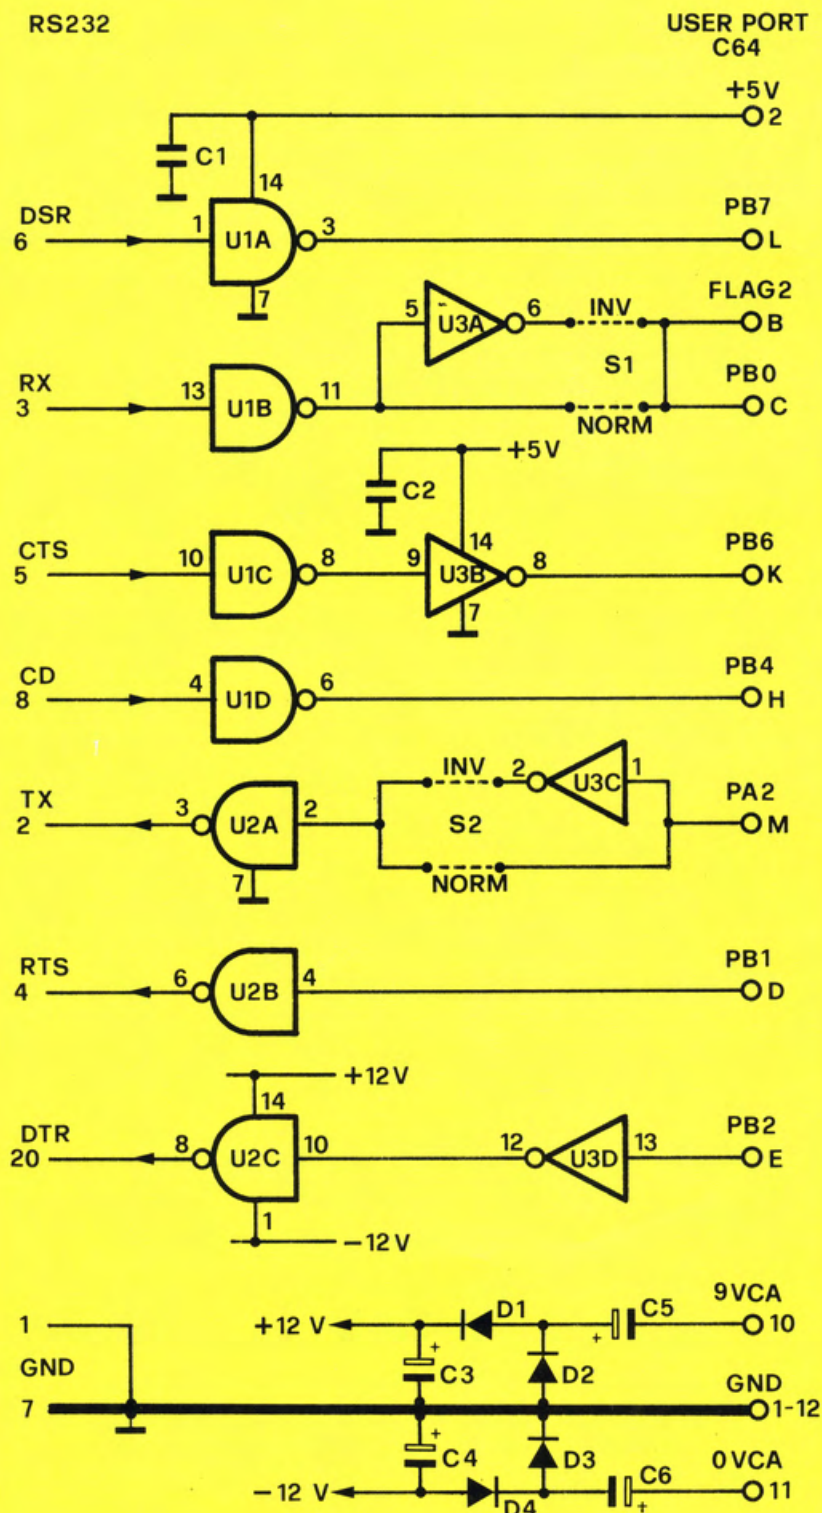 RS232
USER PORT
C64
+5V
2
C1
14
DSR
6
1
U1A
3
7
PB7
L
5
U3A
6
INV
FLAG2
B
S1
RX
3
13
U1B
11
NORM
PB0
C
+5V
C2
14
CTS
5
10
U1C
8
9
U3B
8
7
PB6
K
CD
8
4
U1D
6
PB4
H
INV
2
U3C
1
TX
2
3
U2A
2
7
S2
NORM
PA2
M
RTS
4
6
U2B
4
PB1
D
+12V
14
DTR
20
8
U2C
10
12
U3D
13
PB2
E
1
-12V
1
+12 V
D1
C5
+
9VCA
10
C3
+
D2
GND
7
GND
1-12
C4
+
D3
-12 V
D4
C6
+
0VCA
11